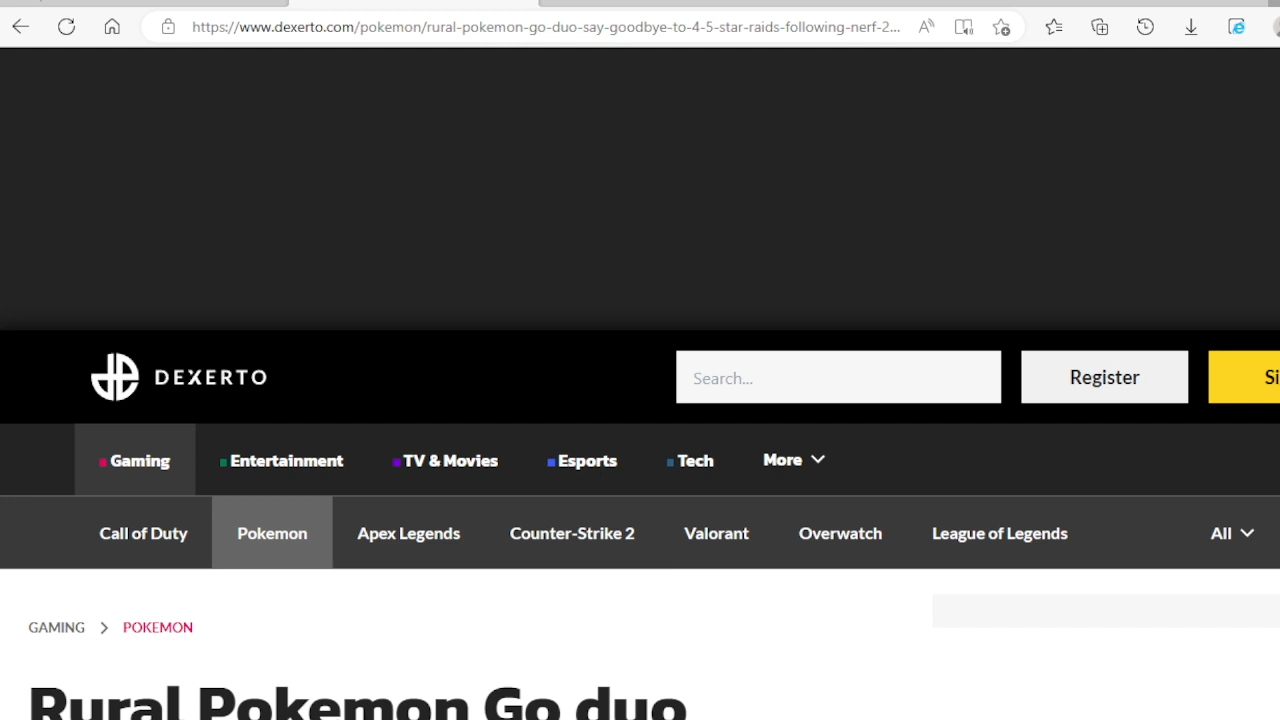 https://www.dexerto.com/pokemon/rural-pokemon-go-duo-say-goodbye-to-4-5-star-raids-following-nerf-2...
DEXERTO
Search...
Register
Si
Gaming
Entertainment
TV & Movies
Esports
Tech
More
Call of Duty
Pokemon
Apex Legends
Counter-Strike 2
Valorant
Overwatch
League of Legends
All
GAMING > POKEMON
Rural Pokemon Go duo